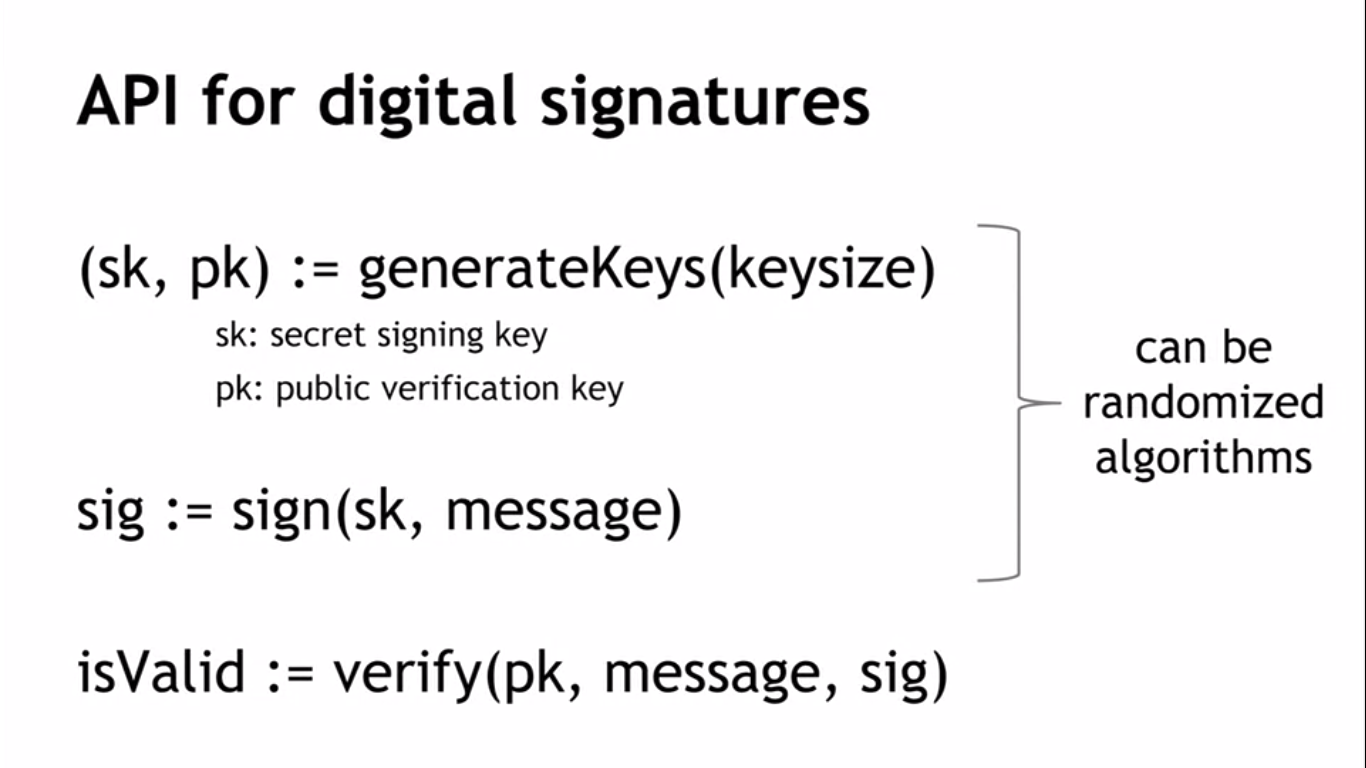 API for digital signatures
(sk, pk) := generateKeys(keysize)
sk: secret signing key
pk: public verification key
can be
randomized
algorithms
sig := sign(sk, message)
isValid := verify(pk, message, sig)